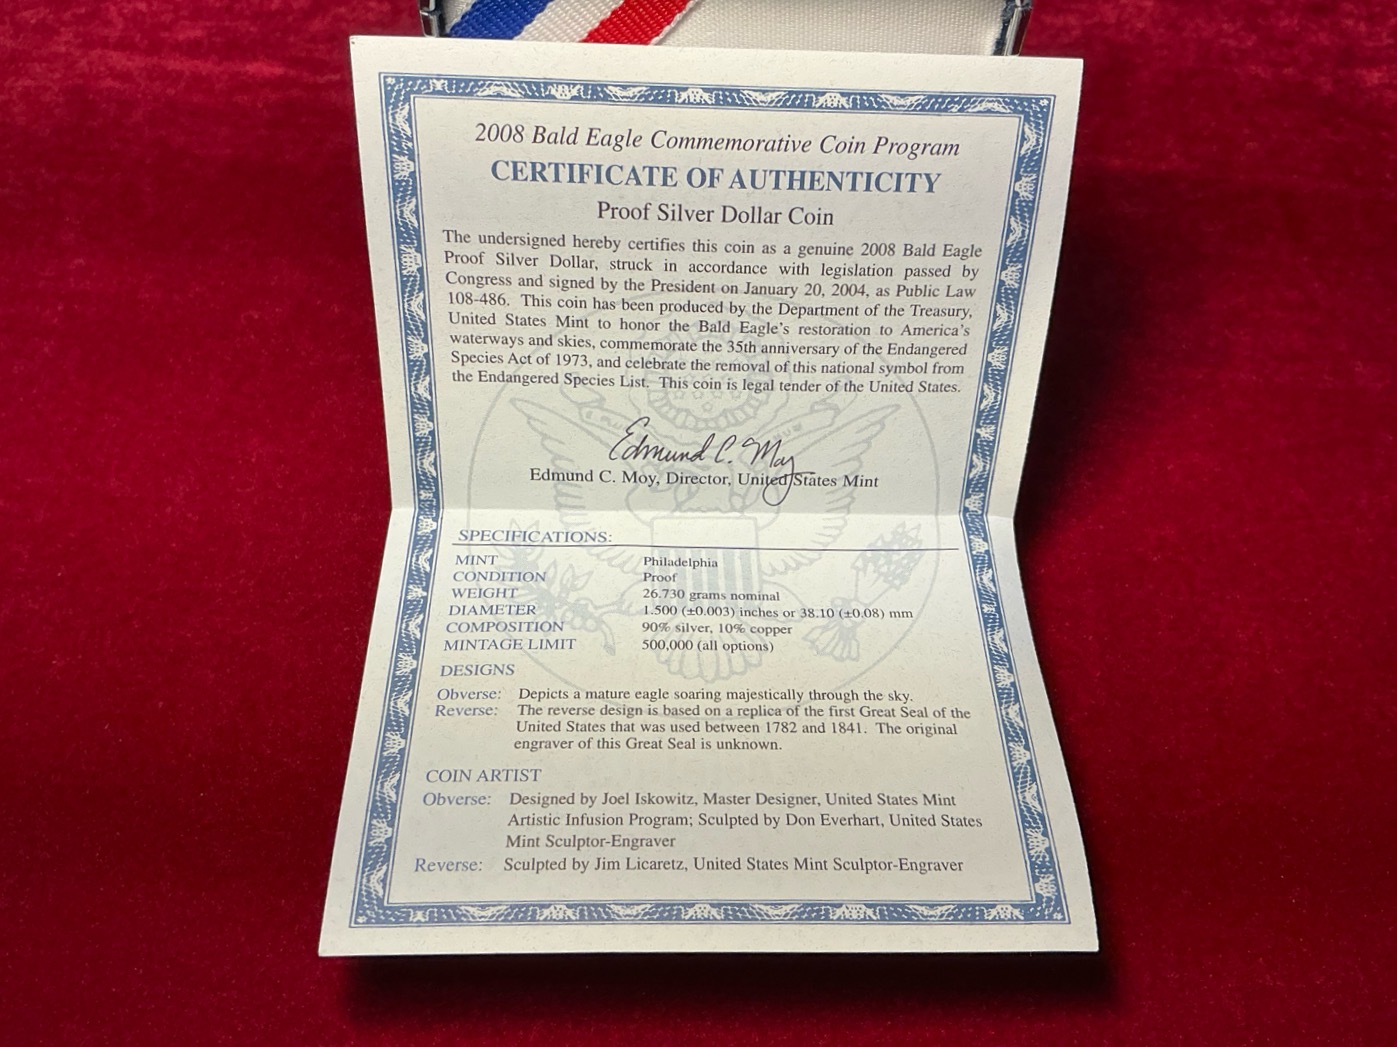 2008 Bald Eagle Commemorative Coin Program
CERTIFICATE OF AUTHENTICITY
Proof Silver Dollar Coin
The undersigned hereby certifies this coin as a genuine 2008 Bald Eagle
Proof Silver Dollar, struck in accordance with legislation passed by
Congress and signed by the President on January 20, 2004, as Public Law
108-486. This coin has been produced by the Department of the Treasury,
United States Mint to honor the Bald Eagle's restoration to America's
waterways and skies, commemorate the 35th anniversary of the Endangered
Species Act of 1973, and celebrate the removal of this national symbol from
the Endangered Species List. This coin is legal tender of the United States.
Edmund C. Moy
Edmund C. Moy, Director, United States Mint
SPECIFICATIONS:
MINT Philadelphia
CONDITION Proof
WEIGHT 26.730 grams nominal
DIAMETER 1.500 (±0.003) inches or 38.10 (±0.08) mm
COMPOSITION 90% silver, 10% copper
MINTAGE LIMIT 500,000 (all options)
DESIGNS
Obverse: Depicts a mature eagle soaring majestically through the sky.
Reverse: The reverse design is based on a replica of the first Great Seal of the
United States that was used between 1782 and 1841. The original
engraver of this Great Seal is unknown.
COIN ARTIST
Obverse: Designed by Joel Iskowitz, Master Designer, United States Mint
Artistic Infusion Program; Sculpted by Don Everhart, United States
Mint Sculptor-Engraver
Reverse: Sculpted by Jim Licaretz, United States Mint Sculptor-Engraver